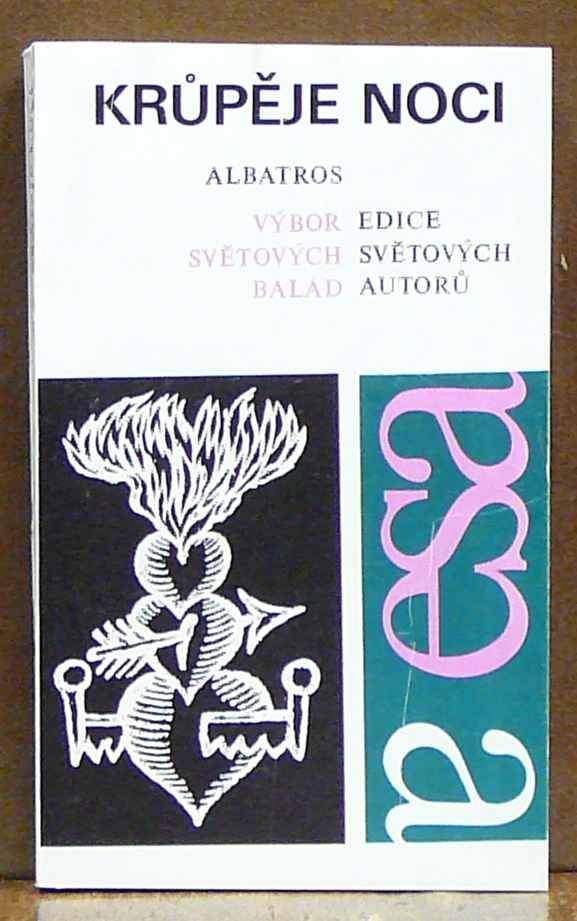 KRŮPĚJE NOCI
ALBATROS
VÝBOR
SVĚTOVÝCH
BALAD
EDICE
SVĚTOVÝCH
AUTORŮ
esa
a